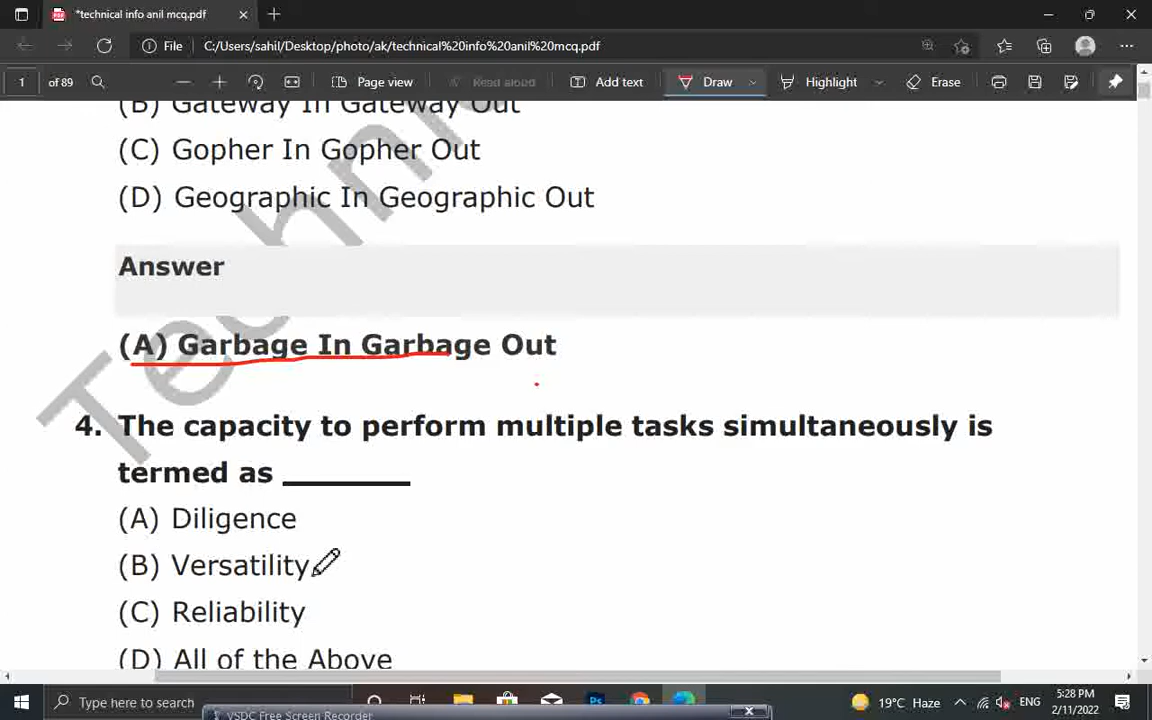 *technical info anil mcq.pdf
File
C:/Users/sahil/Desktop/photo/ak/technical%20info%20anil%20mcq.pdf
1 of 89
Page view
Read aloud
Add text
Draw
Highlight
Erase
(B) Gateway In Gateway Out
(C) Gopher In Gopher Out
(D) Geographic In Geographic Out
Answer
(A) Garbage In Garbage Out
4. The capacity to perform multiple tasks simultaneously is
termed as ________
(A) Diligence
(B) Versatility
(C) Reliability
(D) All of the Above
Techn
Type here to search
VSDC Free Screen Recorder
19°C Haze
ENG
5:28 PM
2/11/2022